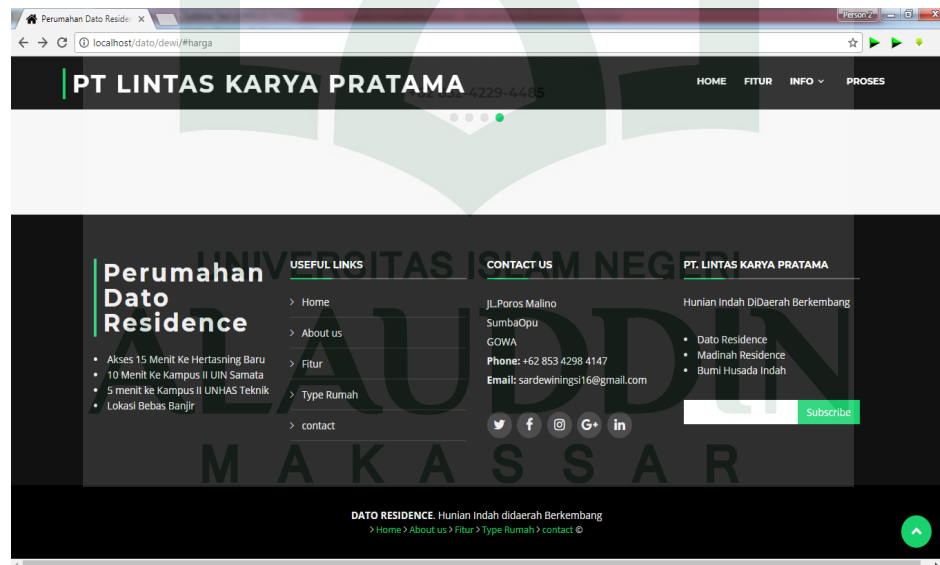 Perumahan Dato Resider
Person 2
localhost/dato/dewi/#harga
PT LINTAS KARYA PRATAMA
HOME FITUR INFO PROSES
+62 852-4229-4485
UNIVERSITAS ISLAM NEGERI
ALAUDDIN
MAKASSAR
Perumahan
Dato
Residence
• Akses 15 Menit Ke Hertasning Baru
• 10 Menit Ke Kampus II UIN Samata
• 5 menit ke Kampus II UNHAS Teknik
• Lokasi Bebas Banjir
USEFUL LINKS
> Home
> About us
> Fitur
> Type Rumah
> contact
CONTACT US
JL.Poros Malino
SumbaOpu
GOWA
Phone: +62 853 4298 4147
Email: sardewiningsi16@gmail.com
PT. LINTAS KARYA PRATAMA
Hunian Indah DiDaerah Berkembang
• Dato Residence
• Madinah Residence
• Bumi Husada Indah
Subscribe
DATO RESIDENCE. Hunian Indah didaerah Berkembang
> Home > About us > Fitur > Type Rumah > contact ©